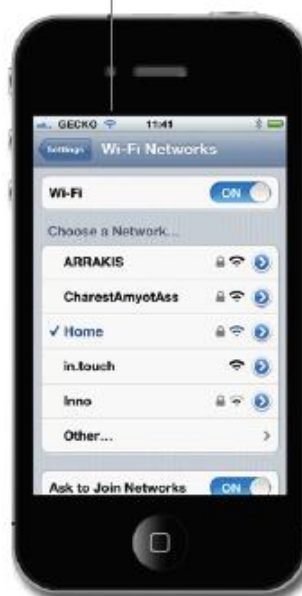 GECKO 11:41
Settings Wi-Fi Networks
Wi-Fi ON
Choose a Network...
ARRAKIS
CharestAmyotAss
Home
in.touch
Inno
Other...
Ask to Join Networks ON